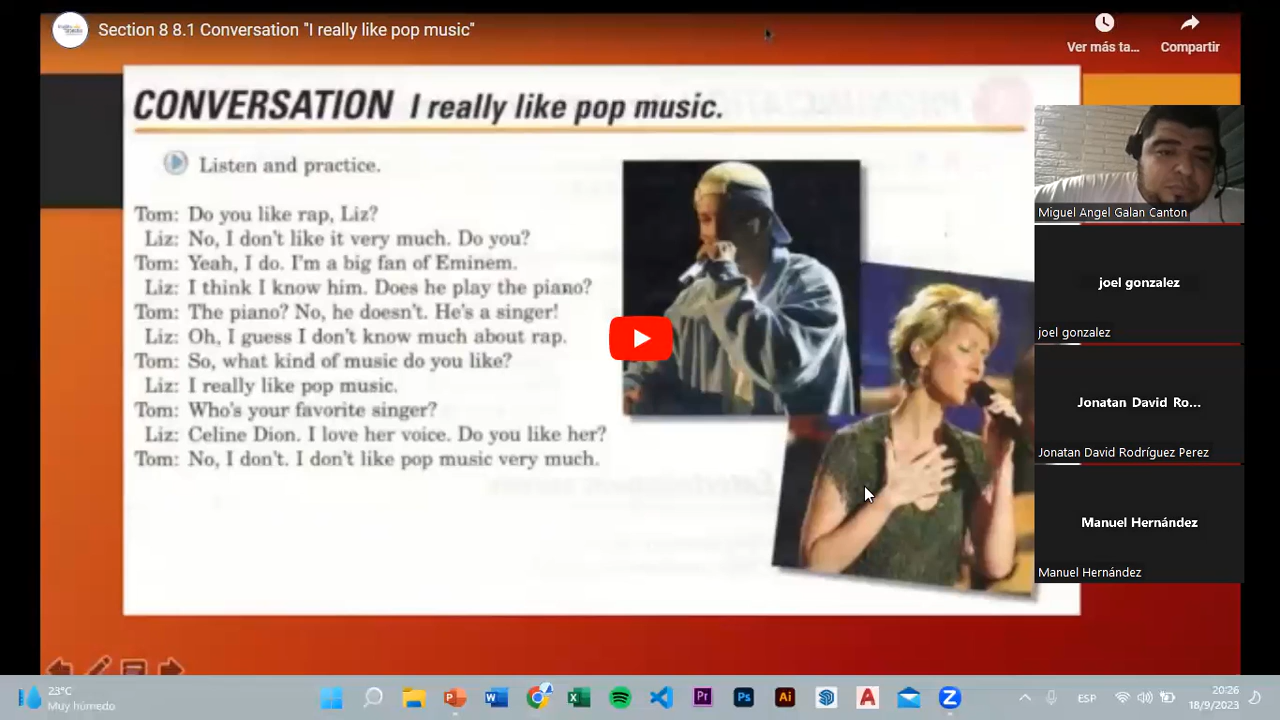 Section 8 8.1 Conversation "I really like pop music"
Ver más ta...
Compartir
CONVERSATION I really like pop music.
Listen and practice.
Tom: Do you like rap, Liz?
Liz: No, I don't like it very much. Do you?
Tom: Yeah, I do. I'm a big fan of Eminem.
Liz: I think I know him. Does he play the piano?
Tom: The piano? No, he doesn't. He's a singer!
Liz: Oh, I guess I don't know much about rap.
Tom: So, what kind of music do you like?
Liz: I really like pop music.
Tom: Who's your favorite singer?
Liz: Celine Dion. I love her voice. Do you like her?
Tom: No, I don't. I don't like pop music very much.
Miguel Angel Galan Canton
joel gonzalez
joel gonzalez
Jonatan David Ro...
Jonatan David Rodríguez Perez
Manuel Hernández
Manuel Hernández
23°C
Muy húmedo
P
W
X
Pr
Ps
Ai
A
Z
ESP
20:26
18/9/2023